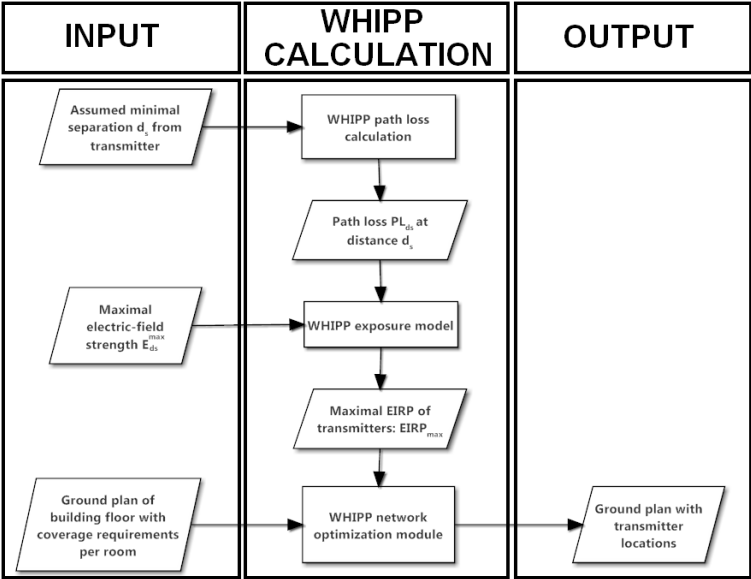 INPUT
WHIPP
CALCULATION
OUTPUT
Assumed minimal
separation ds from
transmitter
WHIPP path loss
calculation
Path loss PLds at
distance ds
Maximal
electric-field
strength Eds max
WHIPP exposure model
Maximal EIRP of
transmitters: EIRPmax
Ground plan of
building floor with
coverage requirements
per room
WHIPP network
optimization module
Ground plan with
transmitter
locations